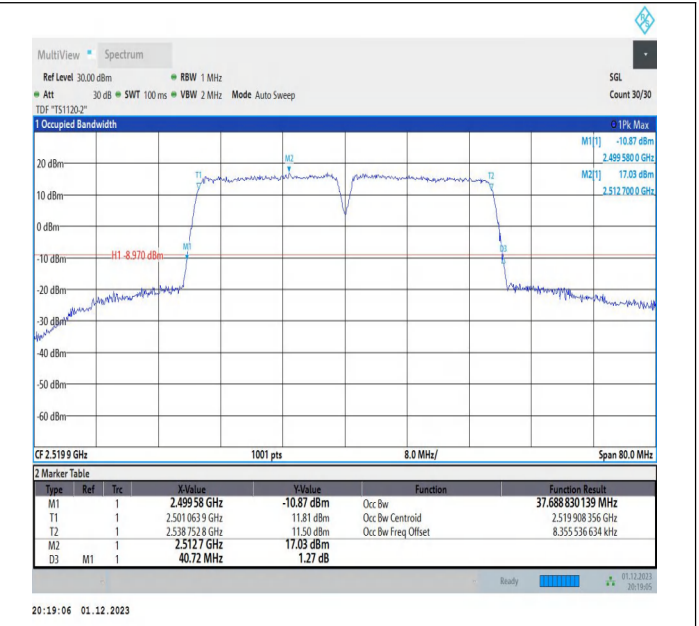 MultiView Spectrum
Ref Level 30.00 dBm RBW 1 MHz SGL
Att 30 dB SWT 100 ms VBW 2 MHz Mode Auto Sweep Count 30/30
TDF "TS1120-2"
1 Occupied Bandwidth 1Pk Max
M1[1] -10.87 dBm
2.499 580 0 GHz
M2[1] 17.03 dBm
2.512 700 0 GHz
M2
20 dBm
T1 T2
10 dBm
0 dBm
M1 D3
-10 dBm H1 -8.970 dBm
-20 dBm
-30 dBm
-40 dBm
-50 dBm
-60 dBm
CF 2.519 9 GHz 1001 pts 8.0 MHz/ Span 80.0 MHz
2 Marker Table
Type Ref Trc X-Value Y-Value Function Function Result
M1 1 2.499 58 GHz -10.87 dBm Occ Bw 37.688 830 139 MHz
T1 1 2.501 063 9 GHz 11.81 dBm Occ Bw Centroid 2.519 908 356 GHz
T2 1 2.538 752 8 GHz 11.50 dBm Occ Bw Freq Offset 8.355 536 634 kHz
M2 1 2.512 7 GHz 17.03 dBm
D3 M1 1 40.72 MHz 1.27 dB
Ready 01.12.2023
20:19:05
20:19:06 01.12.2023